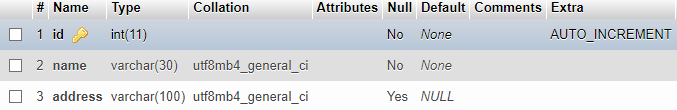 # Name Type Collation Attributes Null Default Comments Extra
1 id int(11) No None AUTO_INCREMENT
2 name varchar(30) utf8mb4_general_ci No None
3 address varchar(100) utf8mb4_general_ci Yes NULL